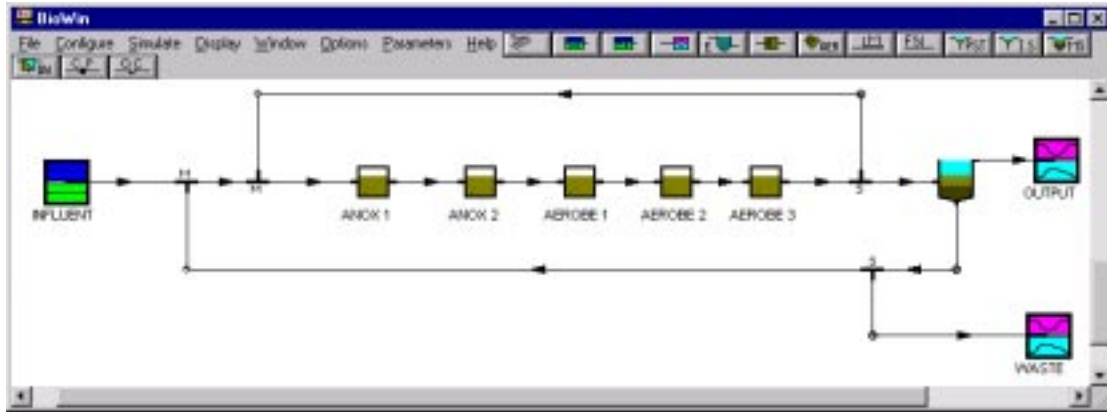 BioWin
File Configure Simulate Display Window Options Parameters Help
M
M
S
INFLUENT
ANOX 1
ANOX 2
AEROBE 1
AEROBE 2
AEROBE 3
OUTPUT
S
WASTE